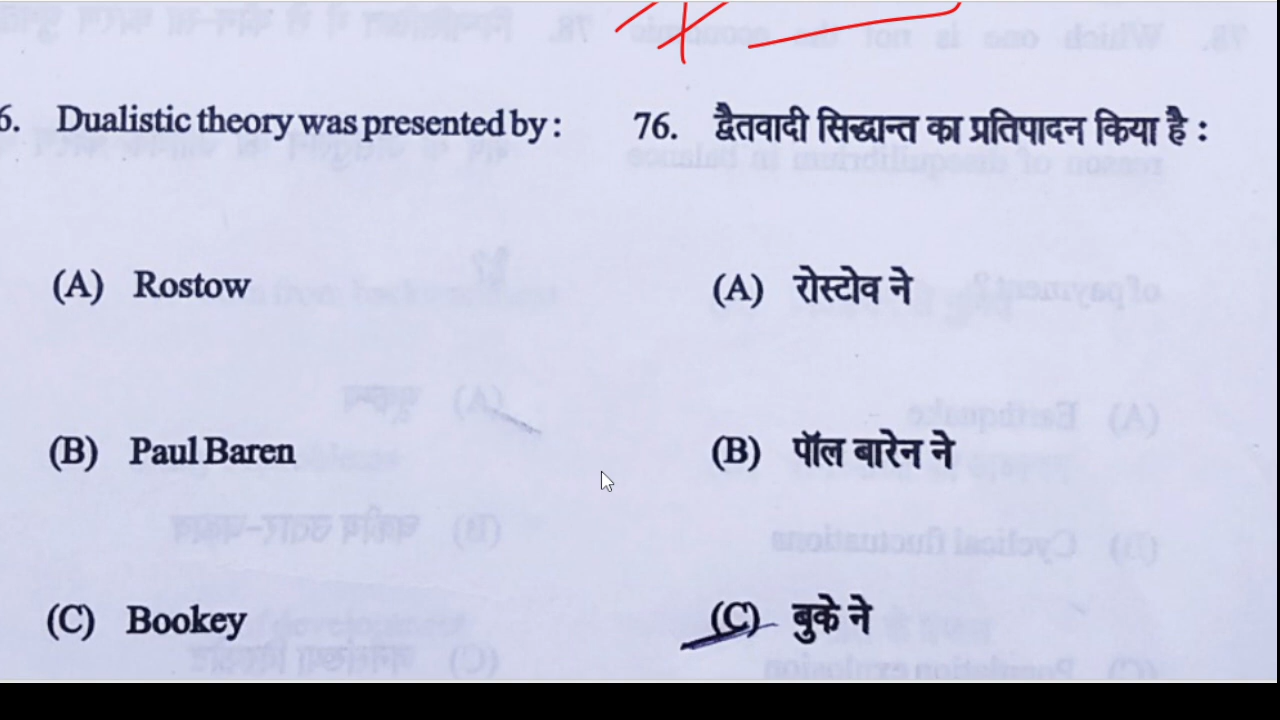 6. Dualistic theory was presented by :
(A) Rostow
(B) Paul Baren
(C) Bookey
76. द्वैतवादी सिद्धान्त का प्रतिपादन किया है :
(A) रोस्टोव ने
(B) पॉल बारेन ने
(C) बुके ने